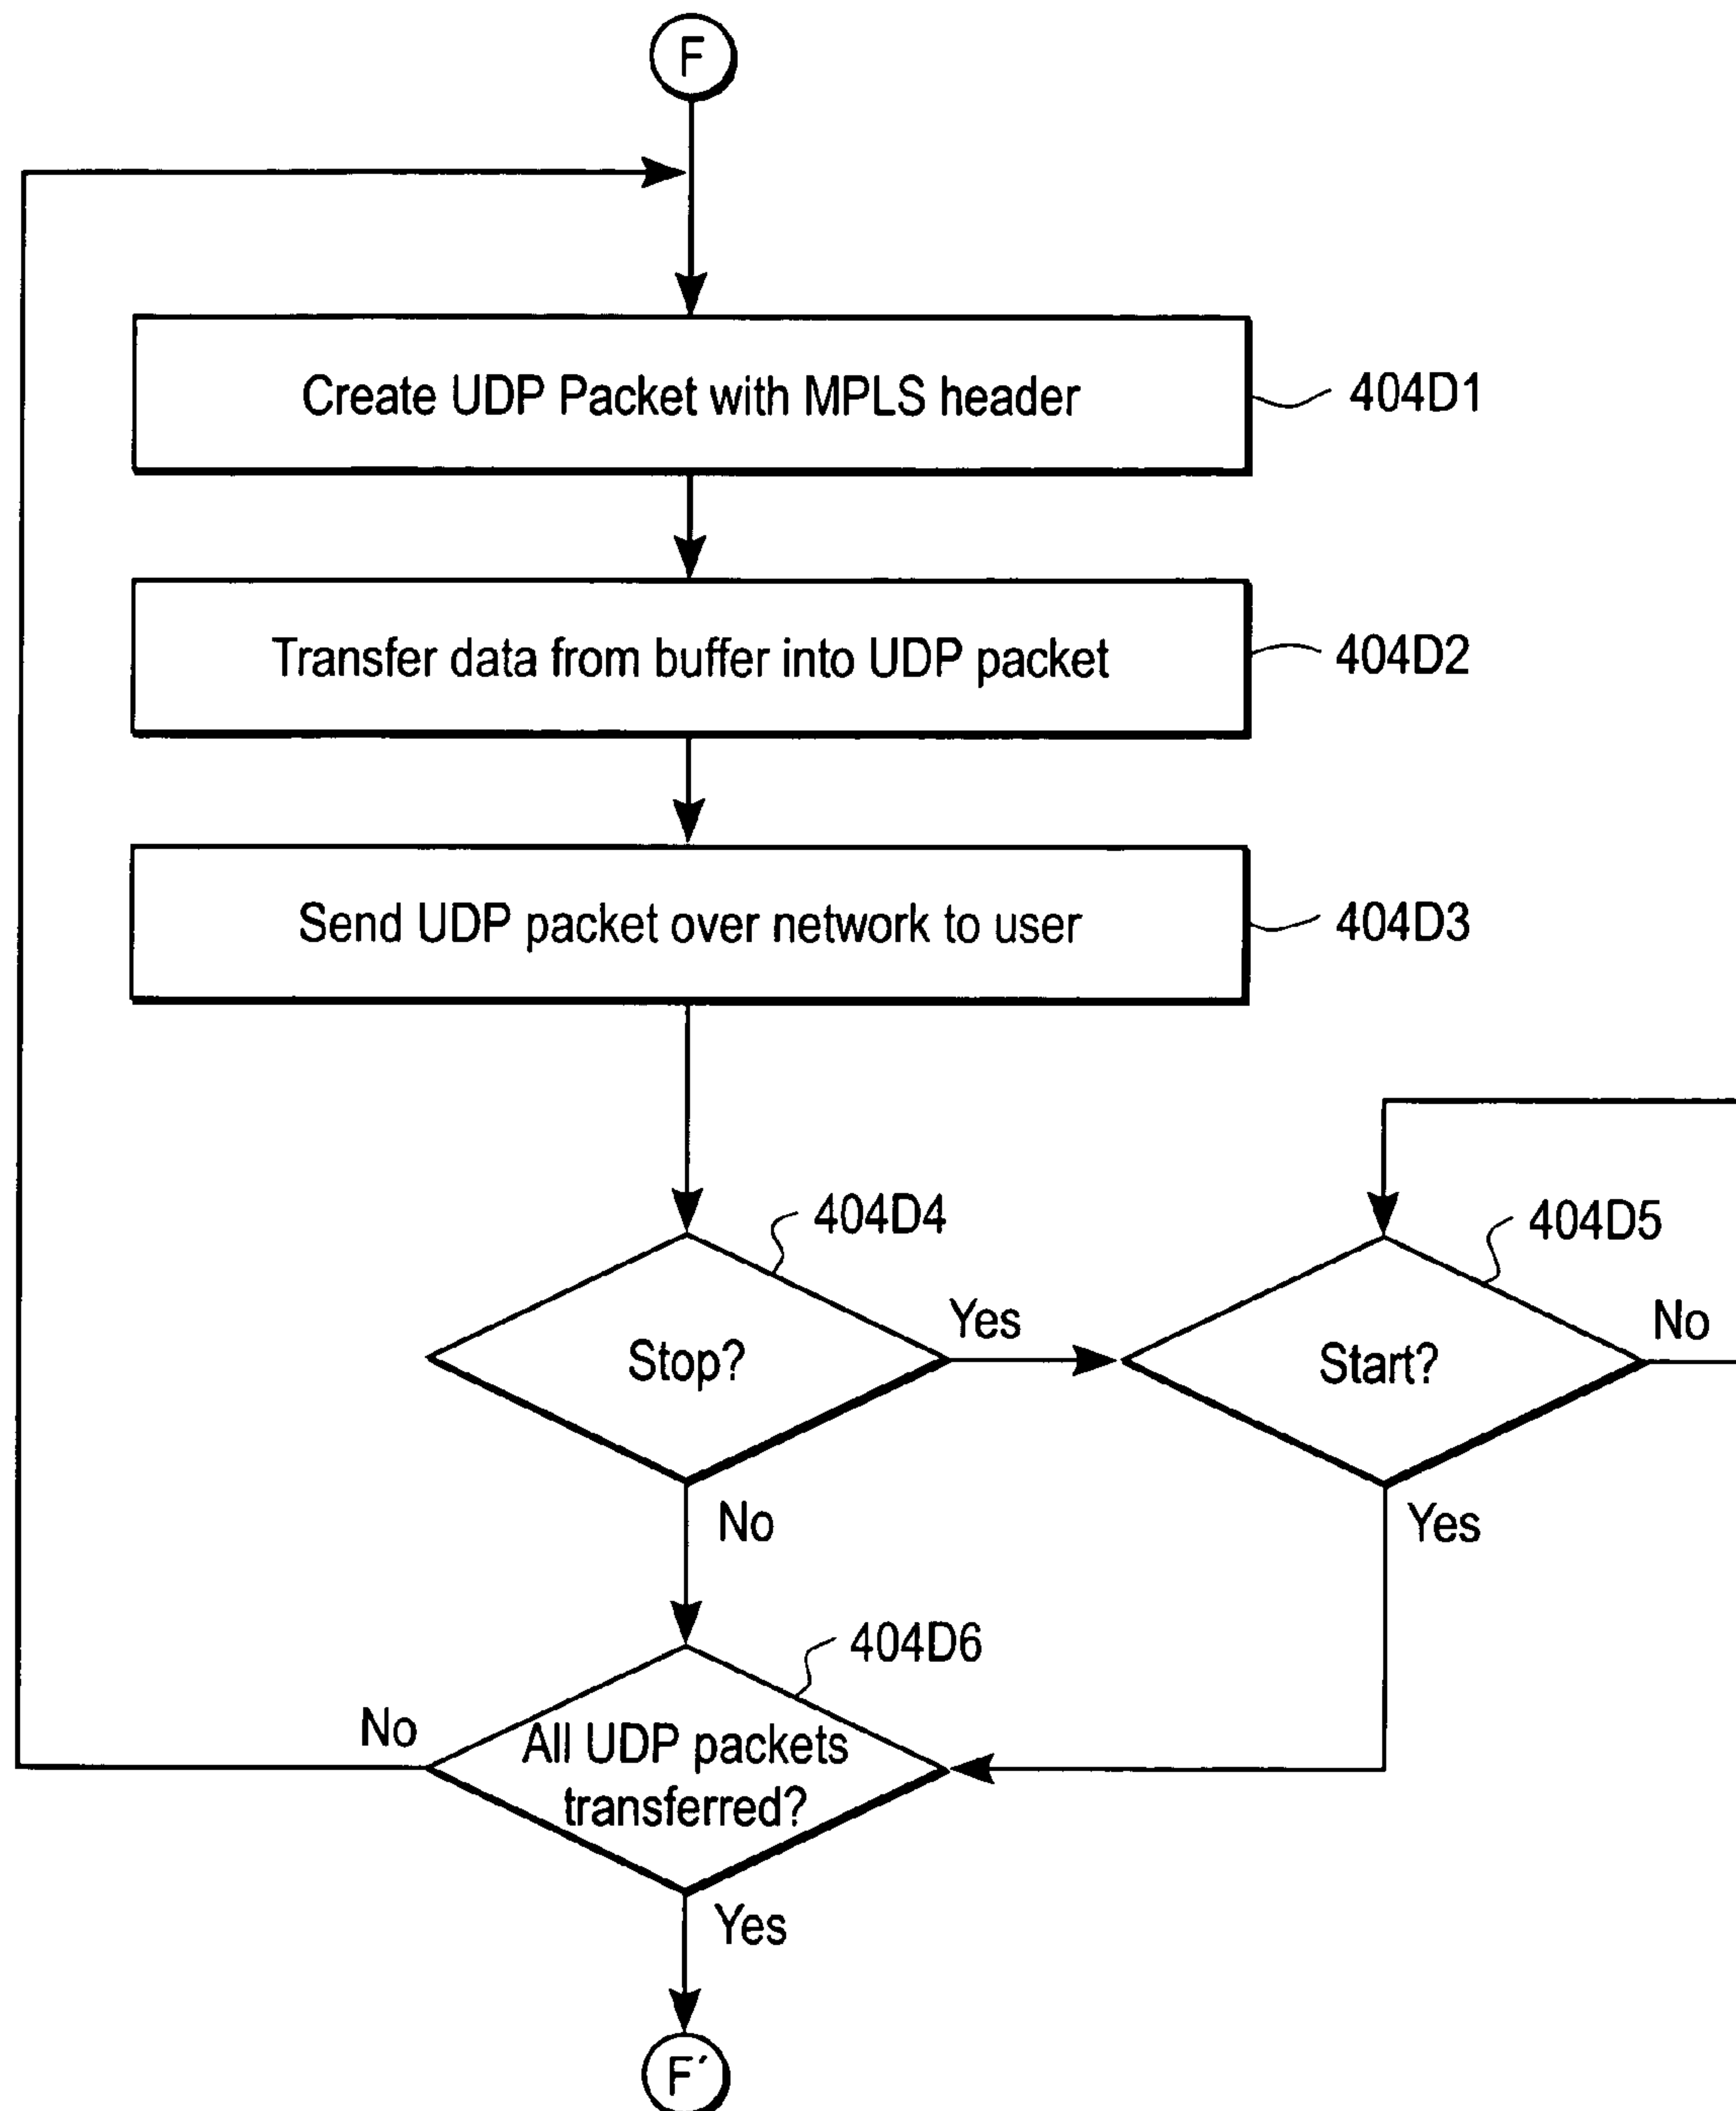 F
Create UDP Packet with MPLS header
404D1
Transfer data from buffer into UDP packet
404D2
Send UDP packet over network to user
404D3
404D4
404D5
Stop?
Yes
Start?
No
No
Yes
404D6
No
All UDP packets
transferred?
Yes
F´